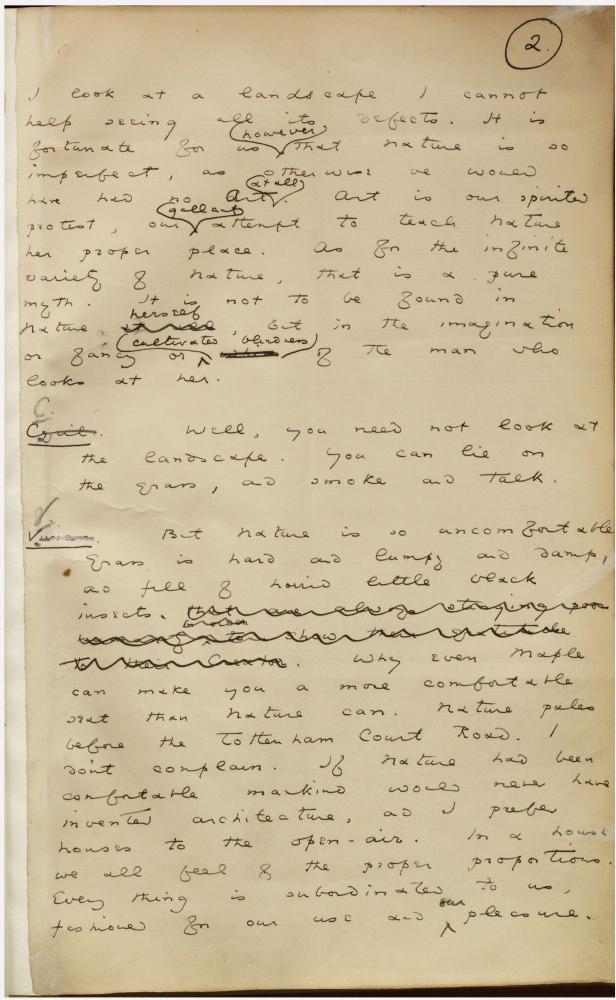 2.
I look at a landscape I cannot
help seeing all its defects. It is
fortunate for us, however, that nature is so
imperfect, as otherwise we would
have had no Art at all. Art is our spirited
protest, our gallant attempt to teach Nature
her proper place. As for the infinite
variety of Nature, that is a pure
myth. It is not to be found in
Nature herself, but in the imagination
or fancy or cultivated blindness of the man who
looks at her.
C.
Cyril. Well, you need not look at
the landscape. You can lie on
the grass, and smoke and talk.
V.
Vivian. But Nature is so uncomfortable
Grass is hard and lumpy and damp,
and full of horrid little black
insects. That are always straying
to their Creator. Why even Maple
can make you a more comfortable
seat than Nature can. Nature pales
before the Tottenham Court Road. I
don't complain. If Nature had been
comfortable mankind would never have
invented architecture, and I prefer
houses to the open-air. In a house
we all feel of the proper proportions.
Every thing is subordinated to us,
fashioned for our use and our pleasure.